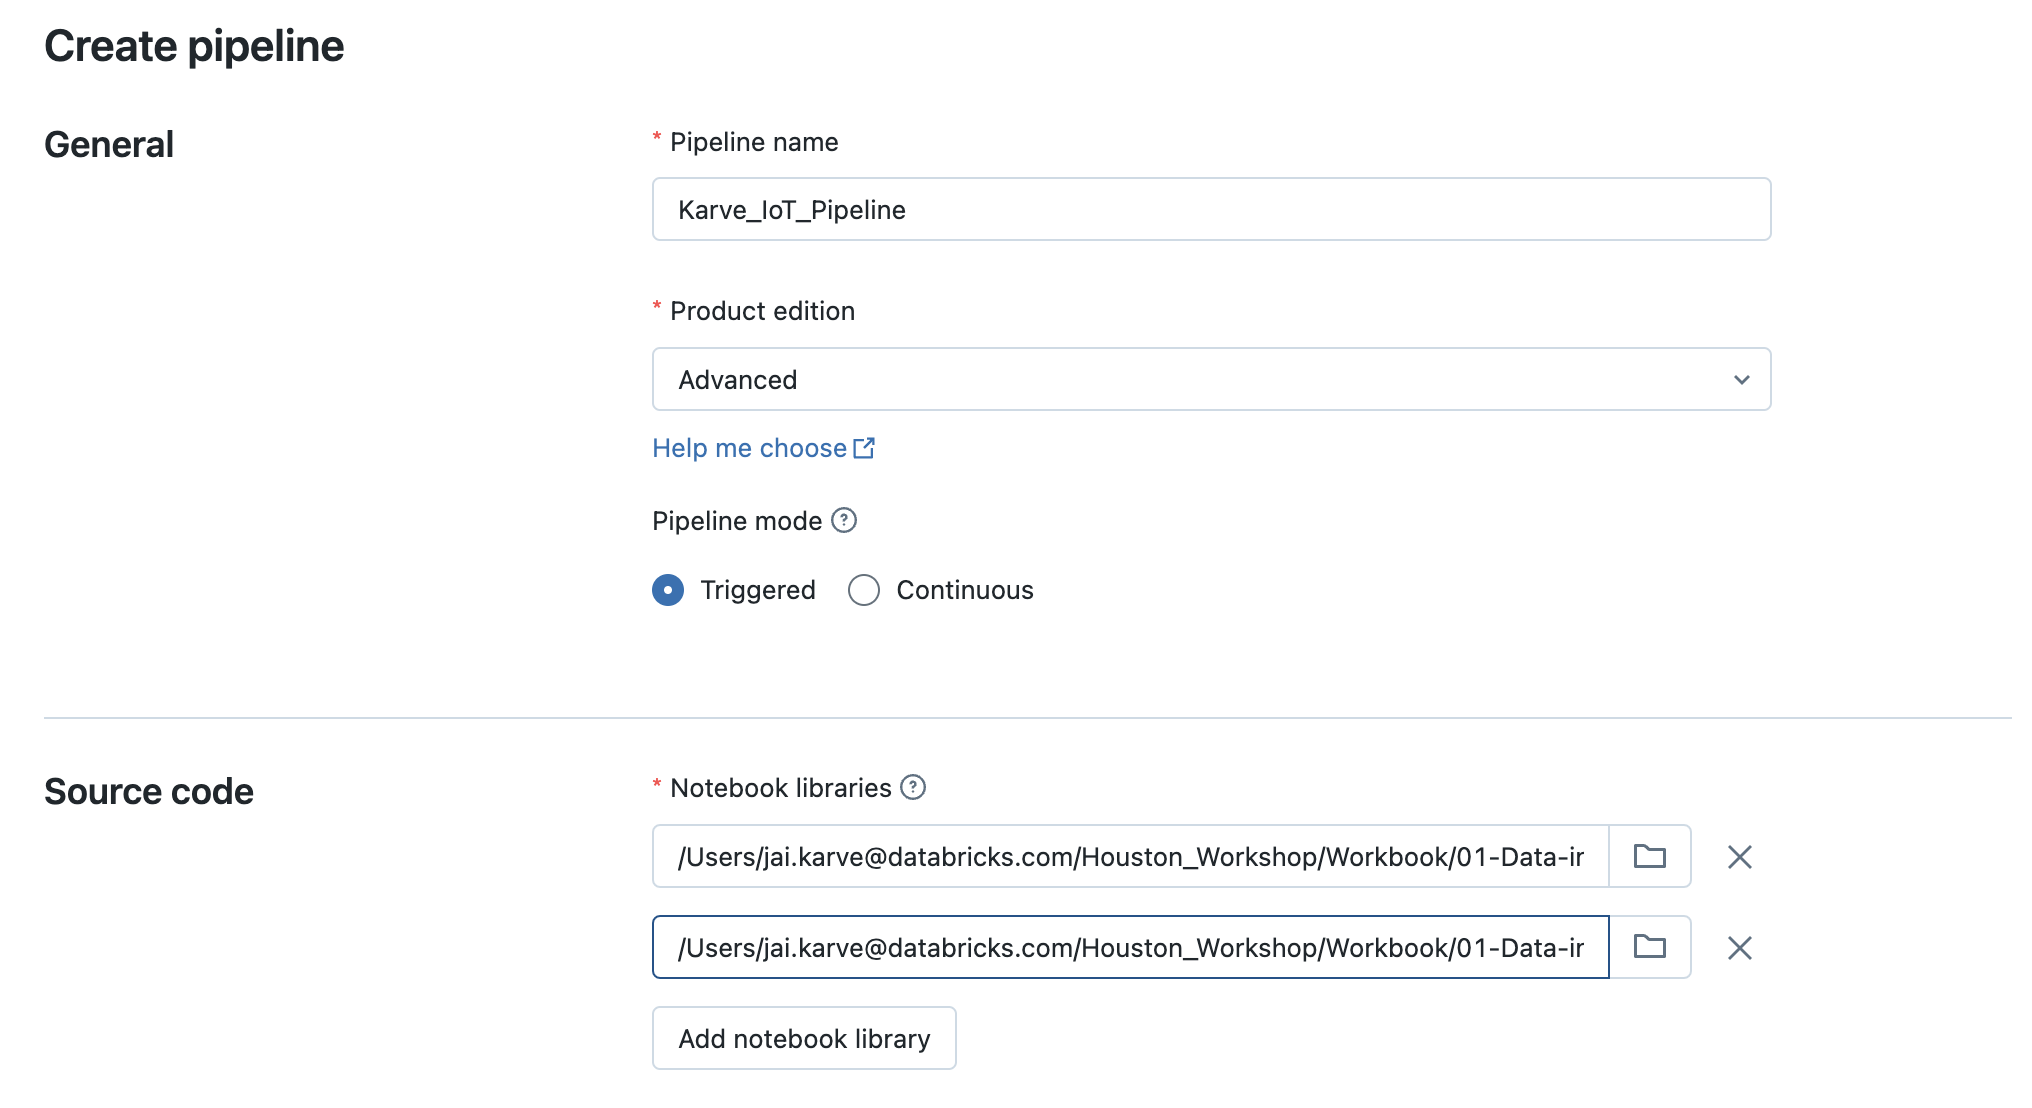 Create pipeline
General
* Pipeline name
Karve_IoT_Pipeline
* Product edition
Advanced
Help me choose
Pipeline mode
Triggered Continuous
Source code
* Notebook libraries
/Users/jai.karve@databricks.com/Houston_Workshop/Workbook/01-Data-ir
/Users/jai.karve@databricks.com/Houston_Workshop/Workbook/01-Data-ir
Add notebook library